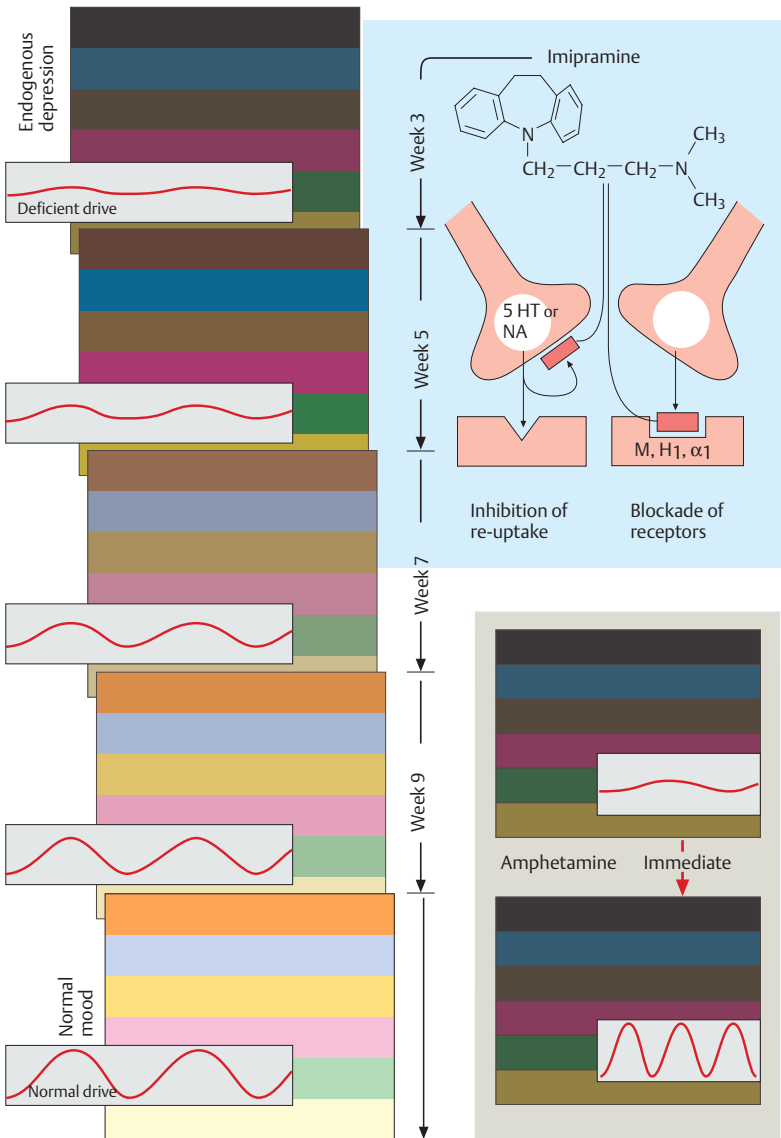 Endogenous
depression
Deficient drive
Imipramine
Week 3
N
CH2
CH2
CH2
N
CH3
CH3
5 HT or
NA
M, H1, α1
Week 5
Inhibition of
re-uptake
Blockade of
receptors
Week 7
Week 9
Amphetamine
Immediate
Normal
mood
Normal drive